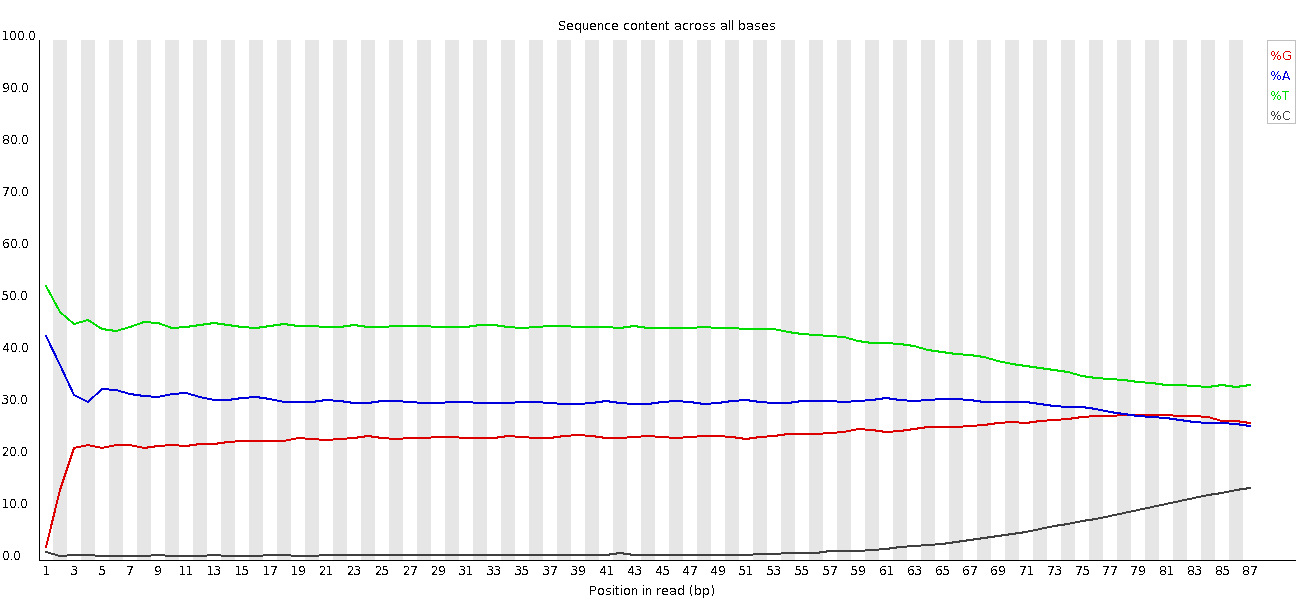 Sequence content across all bases
100.0
90.0
80.0
70.0
60.0
50.0
40.0
30.0
20.0
10.0
0.0
%G
%A
%T
%C
1 3 5 7 9 11 13 15 17 19 21 23 25 27 29 31 33 35 37 39 41 43 45 47 49 51 53 55 57 59 61 63 65 67 69 71 73 75 77 79 81 83 85 87
Position in read (bp)